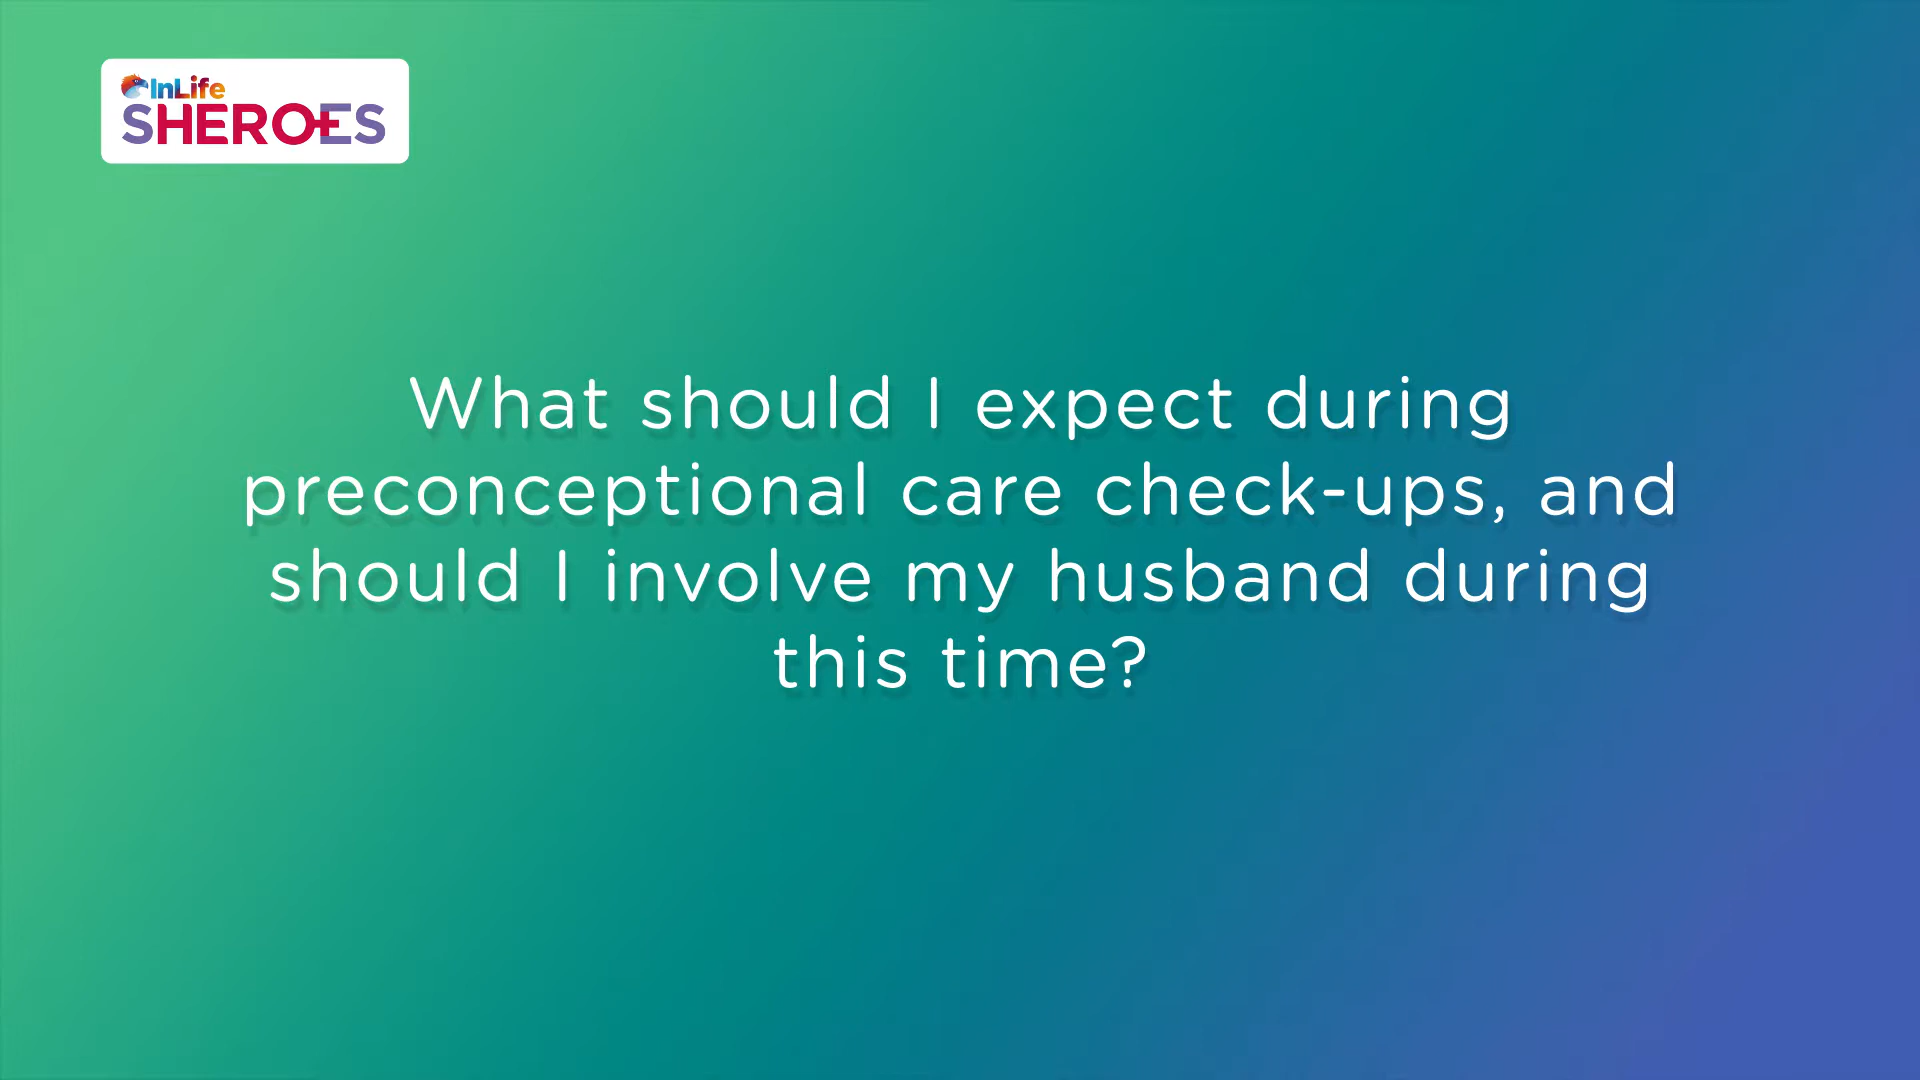 InLife
SHEROES
What should I expect during
preconceptional care check-ups, and
should I involve my husband during
this time?